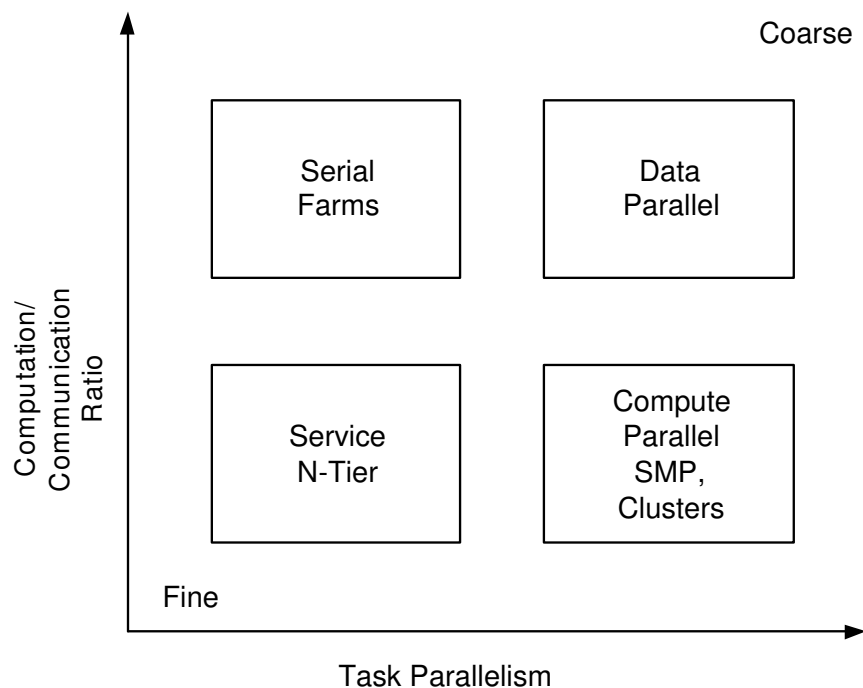 Coarse
Serial
Farms
Data
Parallel
Computation/
Communication
Ratio
Service
N-Tier
Compute
Parallel
SMP,
Clusters
Fine
Task Parallelism